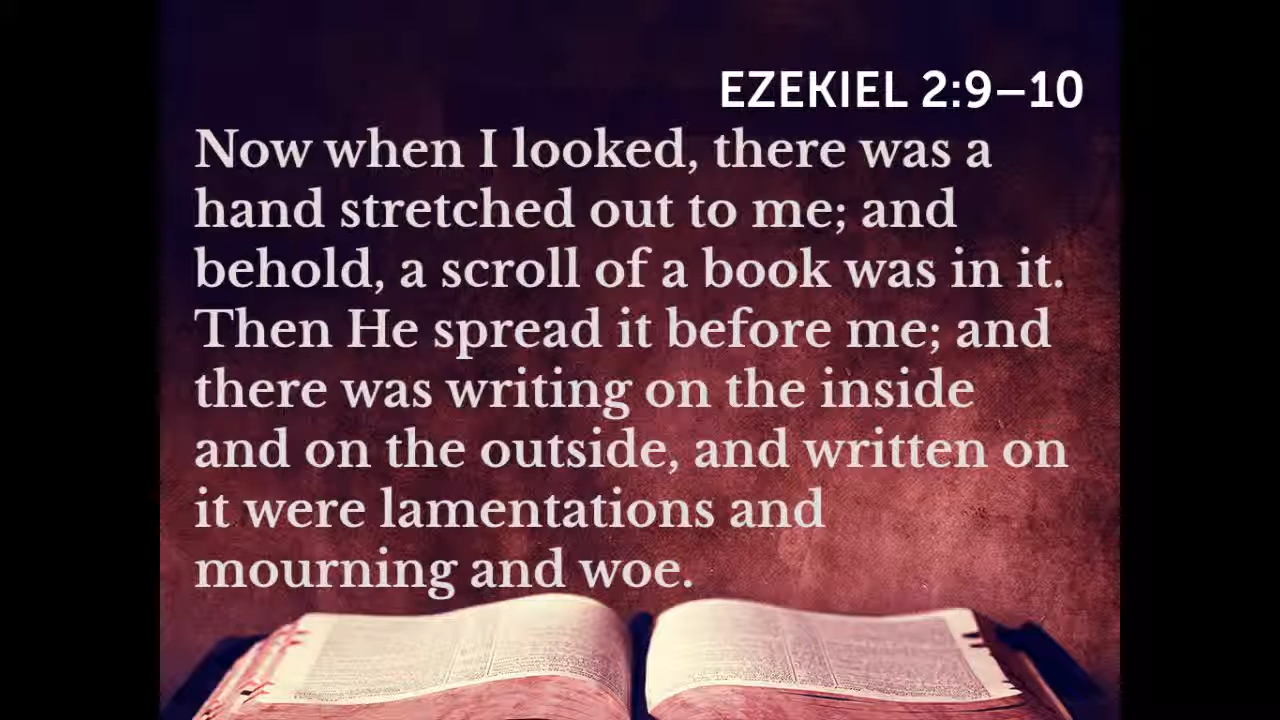 EZEKIEL 2:9–10
Now when I looked, there was a
hand stretched out to me; and
behold, a scroll of a book was in it.
Then He spread it before me; and
there was writing on the inside
and on the outside, and written on
it were lamentations and
mourning and woe.